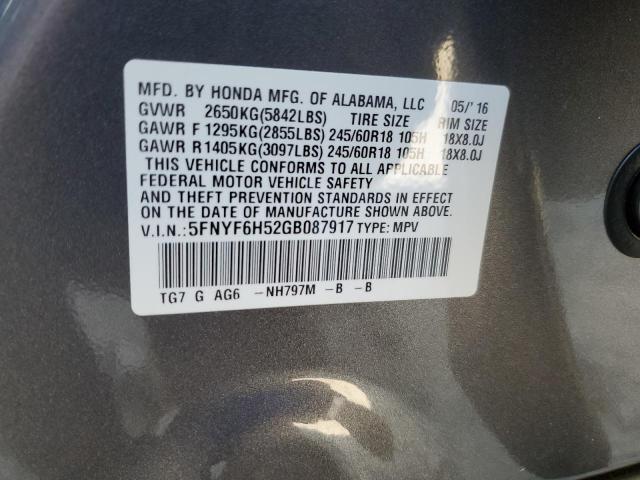 MFD. BY HONDA MFG. OF ALABAMA, LLC 05/'16
GVWR 2650KG(5842LBS) TIRE SIZE RIM SIZE
GAWR F 1295KG(2855LBS) 245/60R18 105H 18X8.0J
GAWR R1405KG(3097LBS) 245/60R18 105H 18X8.0J
THIS VEHICLE CONFORMS TO ALL APPLICABLE
FEDERAL MOTOR VEHICLE SAFETY
AND THEFT PREVENTION STANDARDS IN EFFECT
ON THE DATE OF MANUFACTURE SHOWN ABOVE.
V.I.N.:5FNYF6H52GB087917 TYPE: MPV
TG7 G AG6 -NH797M -B -B